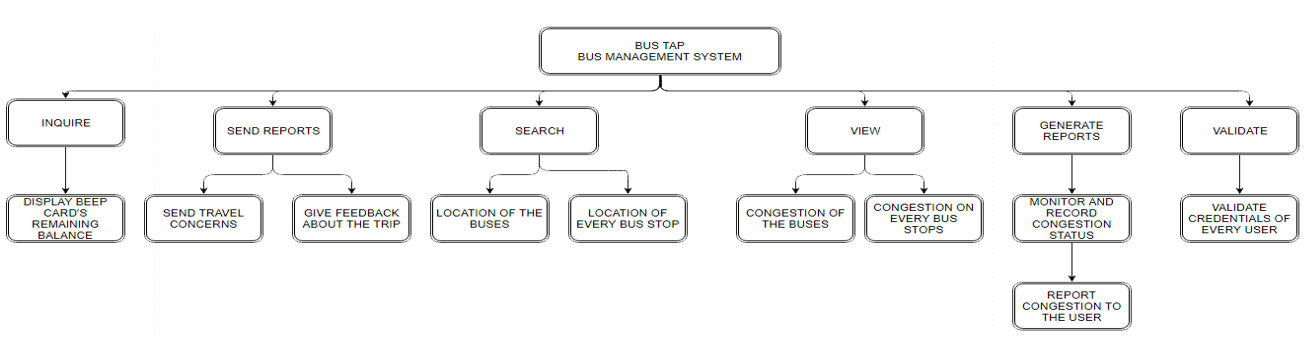 BUS TAP
BUS MANAGEMENT SYSTEM
INQUIRE
SEND REPORTS
SEARCH
VIEW
GENERATE
REPORTS
VALIDATE
DISPLAY BEEP
CARD'S
REMAINING
BALANCE
SEND TRAVEL
CONCERNS
GIVE FEEDBACK
ABOUT THE TRIP
LOCATION OF THE
BUSES
LOCATION OF
EVERY BUS STOP
CONGESTION OF
THE BUSES
CONGESTION ON
EVERY BUS
STOPS
MONITOR AND
RECORD
CONGESTION
STATUS
VALIDATE
CREDENTIALS OF
EVERY USER
REPORT
CONGESTION TO
THE USER